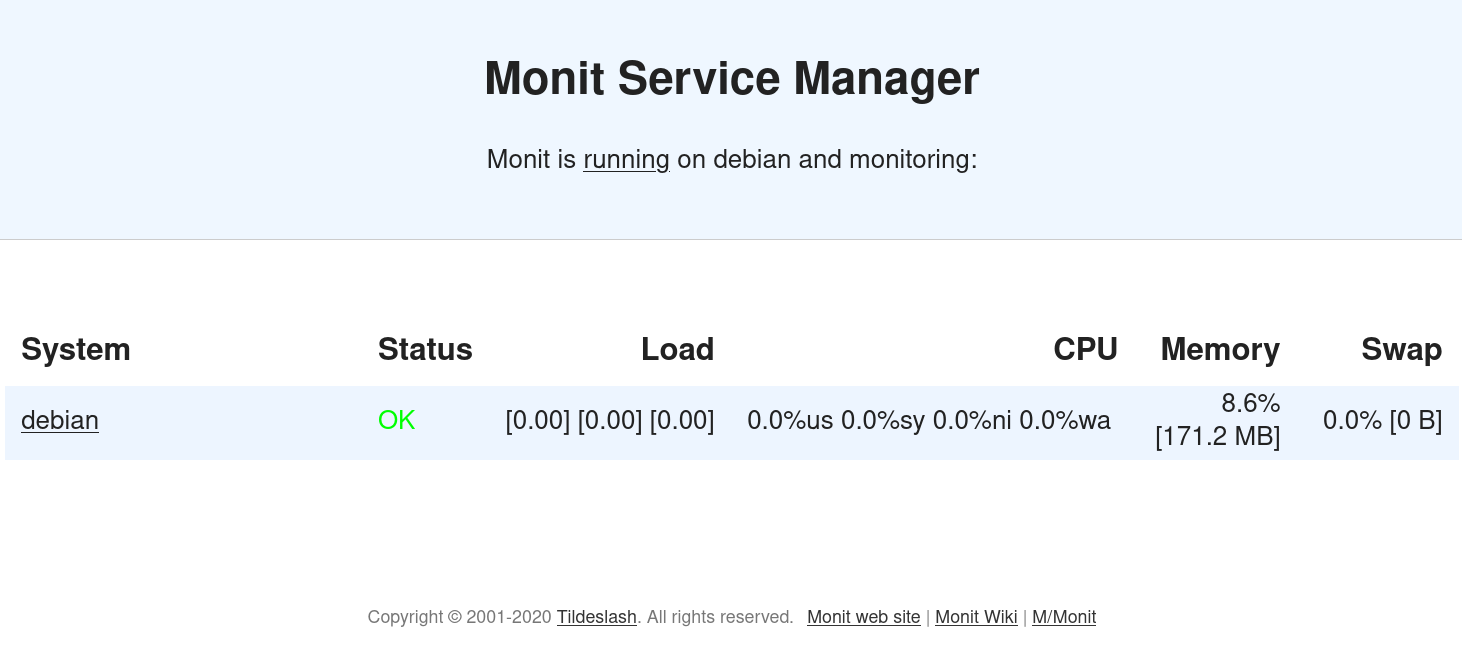 Monit Service Manager
Monit is running on debian and monitoring:
System Status Load CPU Memory Swap
debian OK [0.00] [0.00] [0.00] 0.0%us 0.0%sy 0.0%ni 0.0%wa 8.6% [171.2 MB] 0.0% [0 B]
Copyright © 2001-2020 Tildeslash. All rights reserved. Monit web site | Monit Wiki | M/Monit